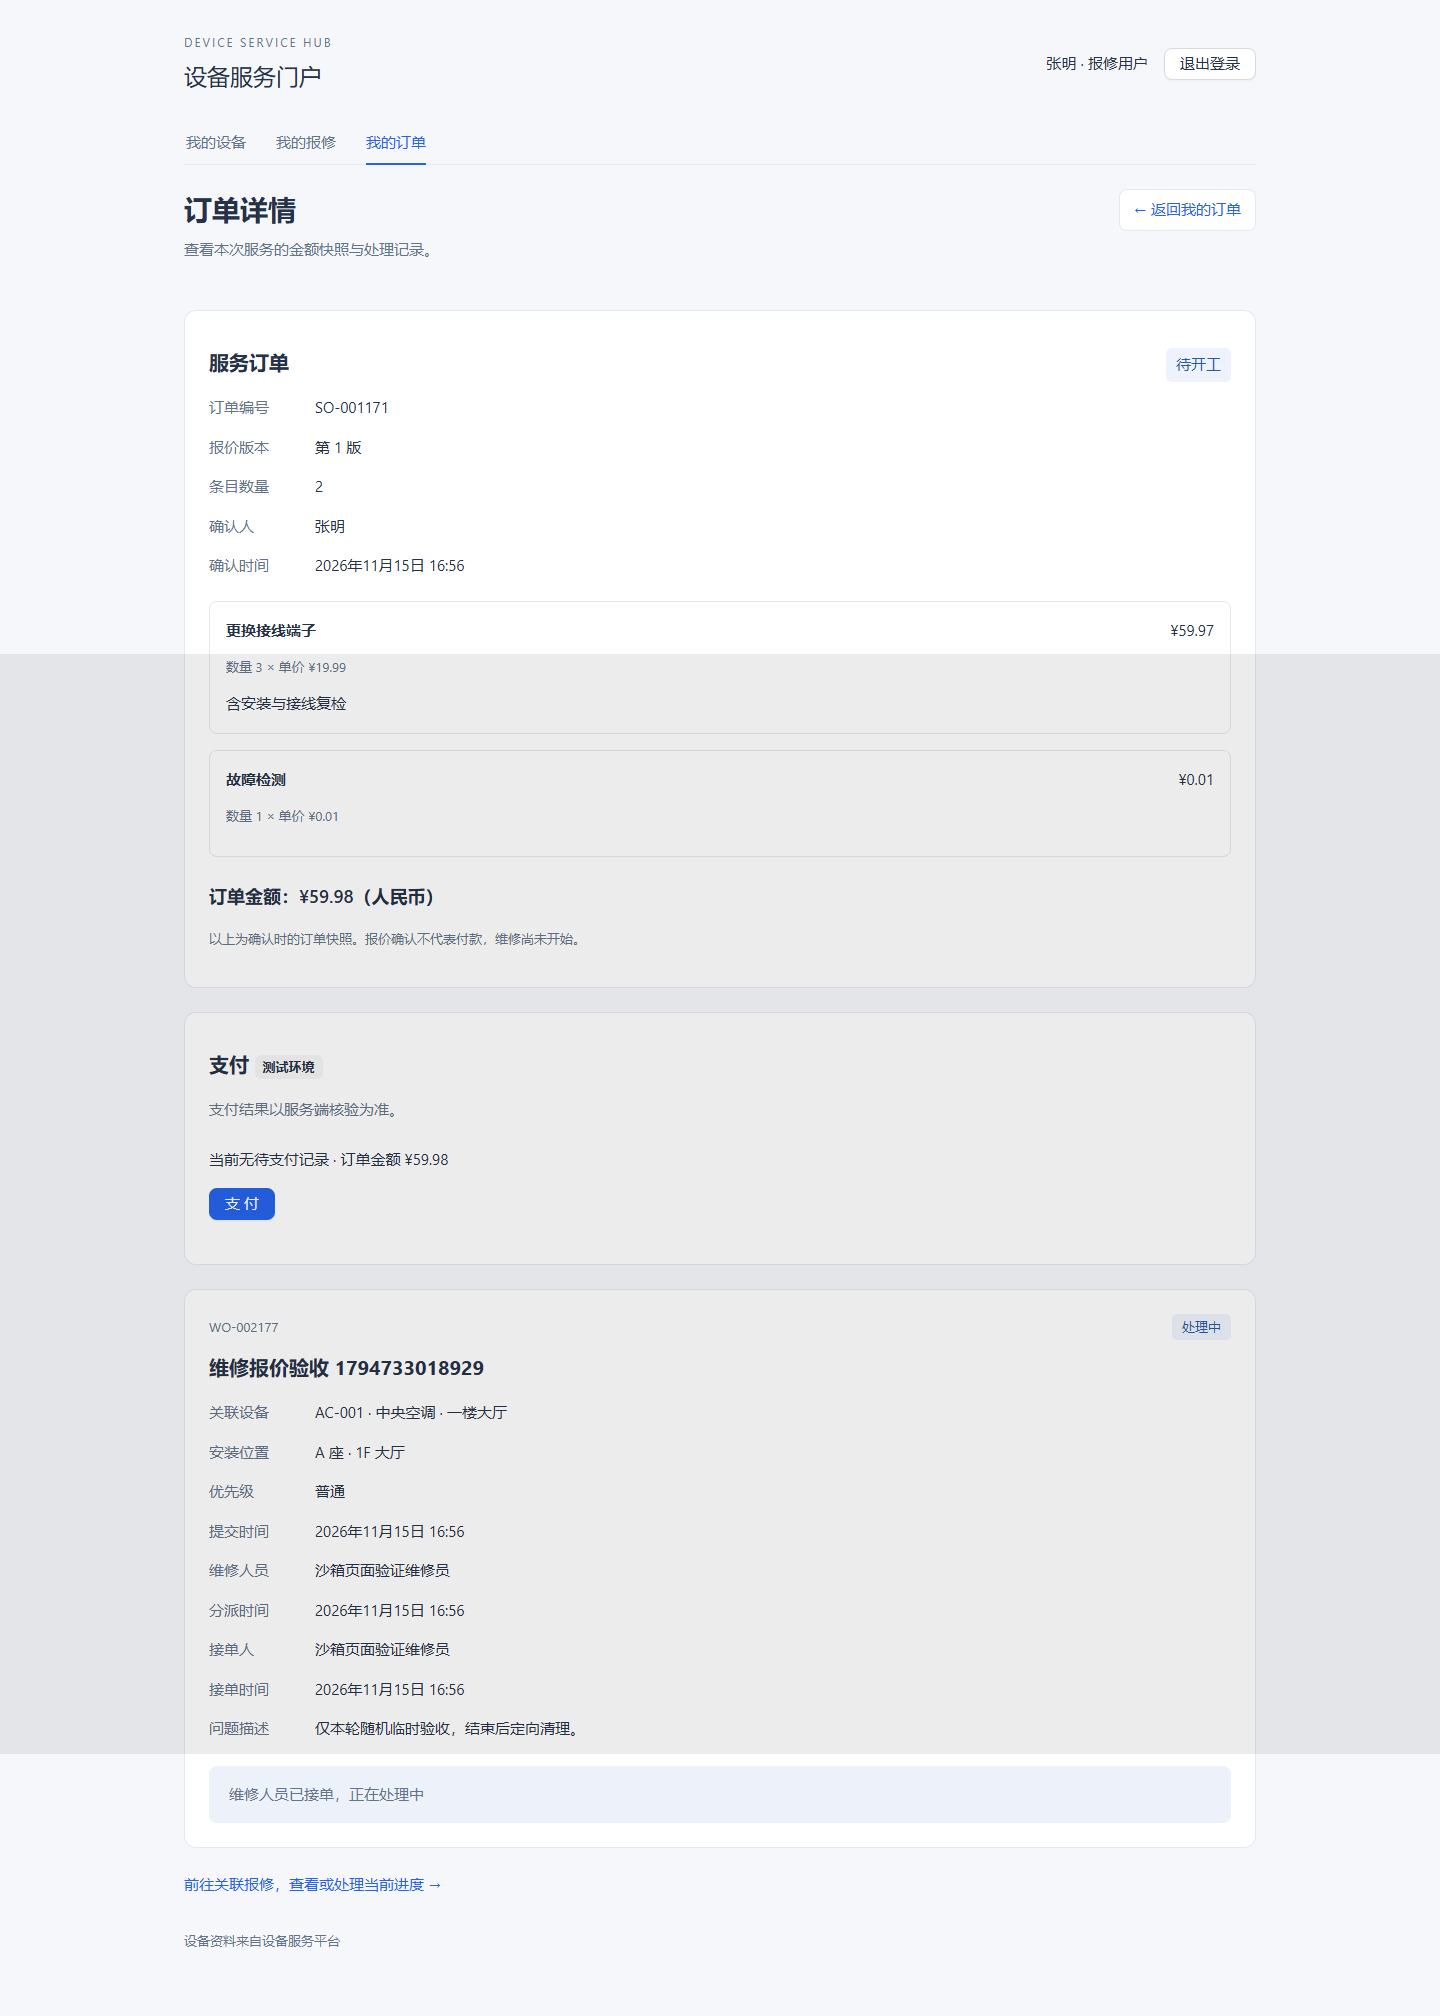 DEVICE SERVICE HUB
设备服务门户
张明 · 报修用户
退出登录
我的设备 我的报修 我的订单
订单详情
← 返回我的订单
查看本次服务的金额快照与处理记录。
服务订单
待开工
订单编号 SO-001171
报价版本 第 1 版
条目数量 2
确认人 张明
确认时间 2026年11月15日 16:56
更换接线端子 ¥59.97
数量 3 × 单价 ¥19.99
含安装与接线复检
故障检测 ¥0.01
数量 1 × 单价 ¥0.01
订单金额：¥59.98（人民币）
以上为确认时的订单快照。报价确认不代表付款，维修尚未开始。
支付 测试环境
支付结果以服务端核验为准。
当前无待支付记录 · 订单金额 ¥59.98
支 付
WO-002177
处理中
维修报价验收 1794733018929
关联设备 AC-001 · 中央空调 · 一楼大厅
安装位置 A 座 · 1F 大厅
优先级 普通
提交时间 2026年11月15日 16:56
维修人员 沙箱页面验证维修员
分派时间 2026年11月15日 16:56
接单人 沙箱页面验证维修员
接单时间 2026年11月15日 16:56
问题描述 仅本轮随机临时验收，结束后定向清理。
维修人员已接单，正在处理中
前往关联报修，查看或处理当前进度 →
设备资料来自设备服务平台